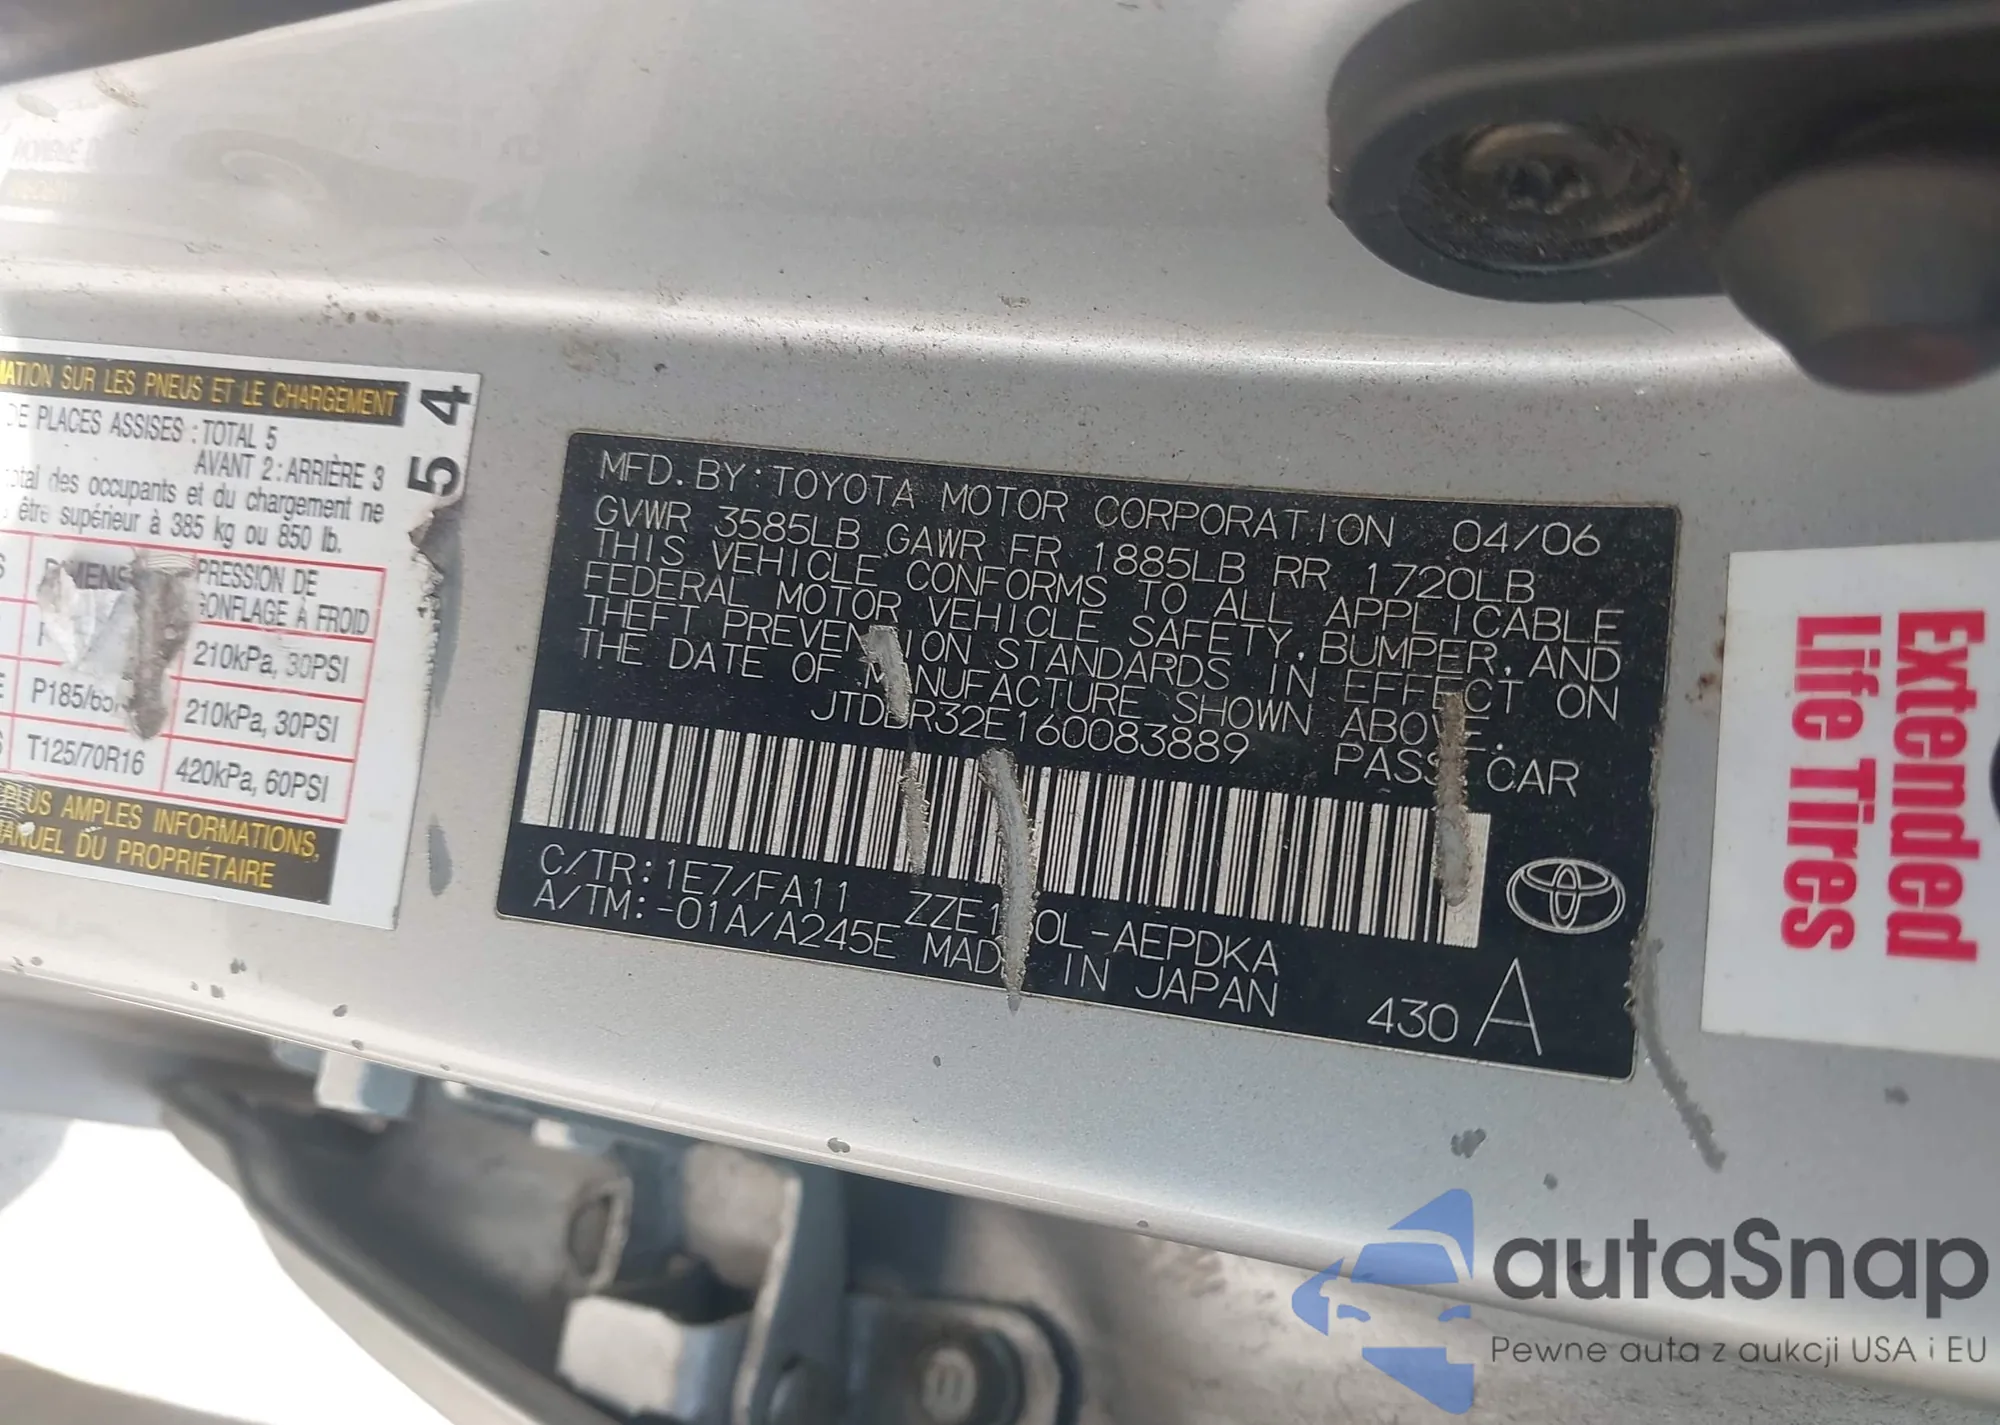 MATION SUR LES PNEUS ET LE CHARGEMENT
DE PLACES ASSISES : TOTAL 5
AVANT 2 : ARRIÈRE 3
total des occupants et du chargement ne
être supérieur à 385 kg ou 850 lb.
PRESSION DE
GONFLAGE À FROID
210kPa, 30PSI
P185/65 210kPa, 30PSI
T125/70R16 420kPa, 60PSI
PLUS AMPLES INFORMATIONS,
MANUEL DU PROPRIÉTAIRE
54
MFD. BY: TOYOTA MOTOR CORPORATION 04/06
GVWR 3585LB GAWR FR 1885LB RR 1720LB
THIS VEHICLE CONFORMS TO ALL APPLICABLE
FEDERAL MOTOR VEHICLE SAFETY, BUMPER, AND
THEFT PREVENTION STANDARDS IN EFFECT ON
THE DATE OF MANUFACTURE SHOWN ABOVE.
JTDBR32E160083889 PASS CAR
C/TR: 1E7/FA11 ZZE130L-AEPDKA
A/TM: -01A/A245E MADE IN JAPAN
430 A
Extended
Life Tires
autaSnap
Pewne auta z aukcji USA i EU